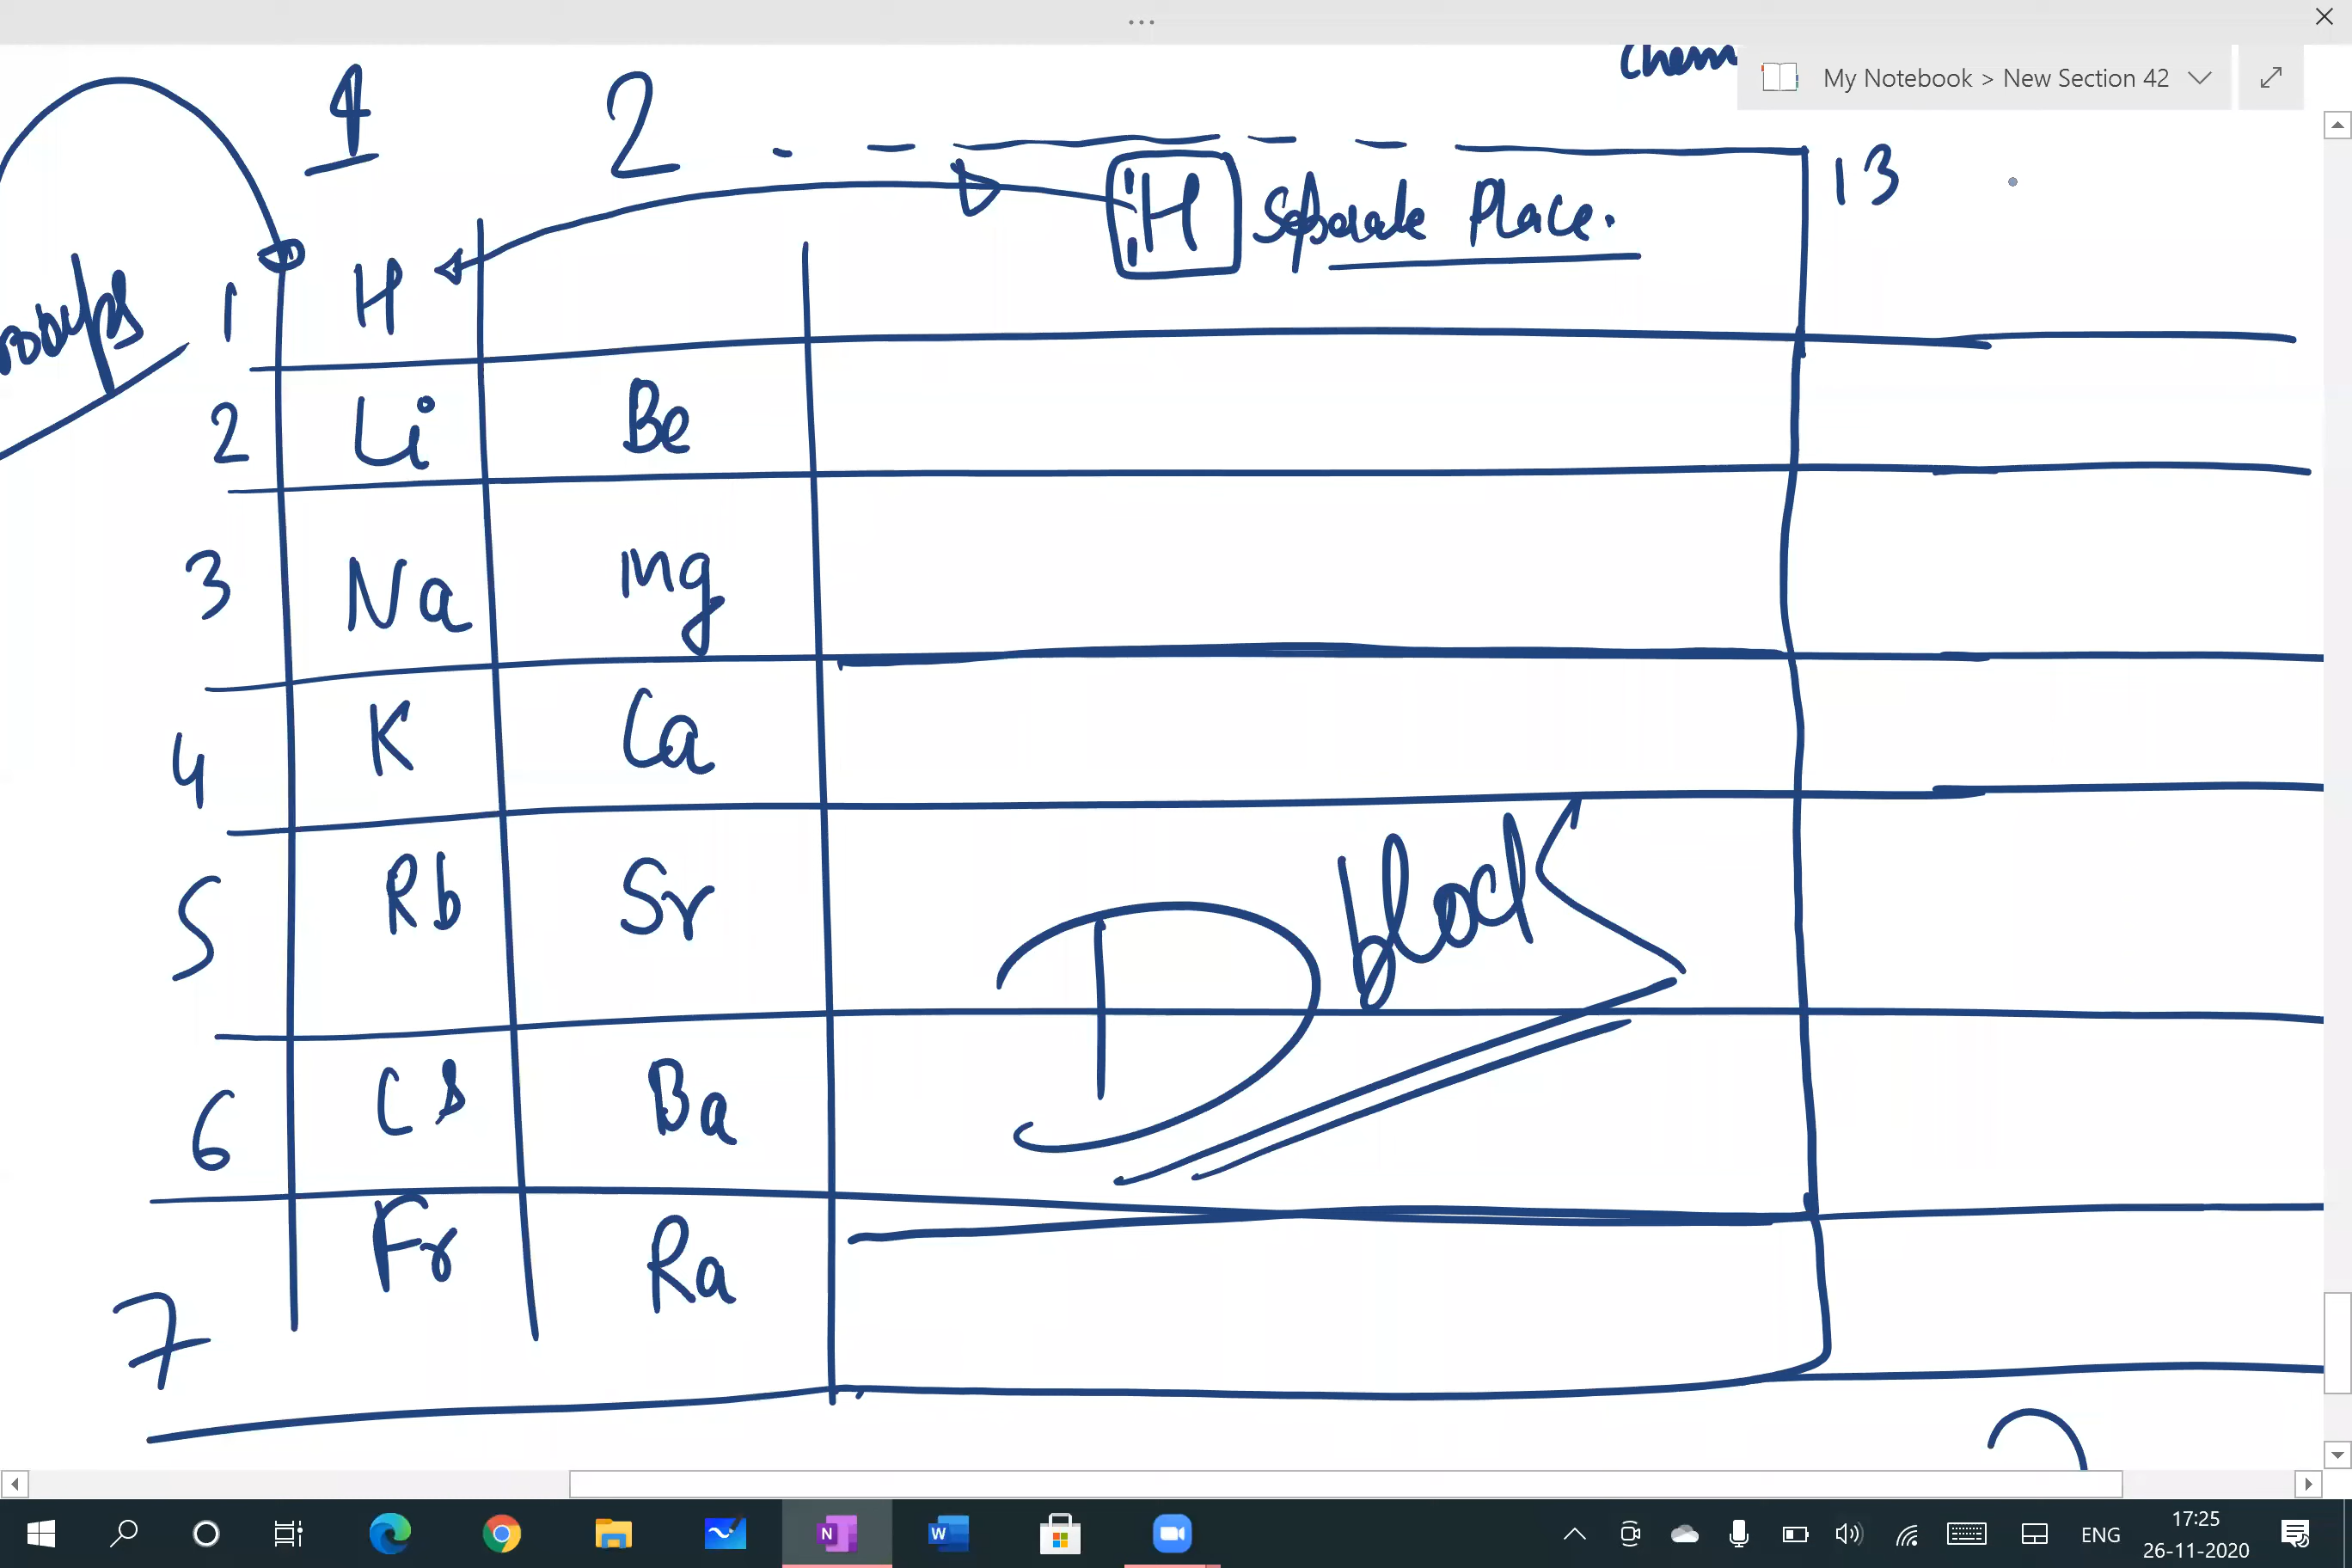 Chem
My Notebook > New Section 42
1 2 13
H Separate Place.
1 H
2 Li Be
3 Na Mg
4 K Ca
5 Rb Sr
D block
6 Cs Ba
7 Fr Ra
ENG
17:25
26-11-2020